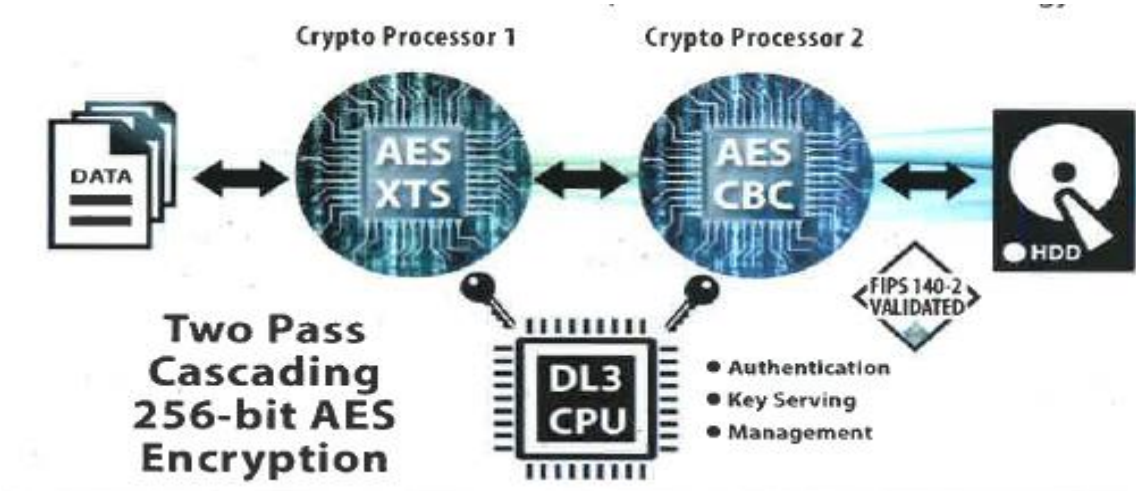 Crypto Processor 1
Crypto Processor 2
DATA
AES
XTS
AES
CBC
HDD
FIPS 140-2
VALIDATED
Two Pass
Cascading
256-bit AES
Encryption
DL3
CPU
• Authentication
• Key Serving
• Management